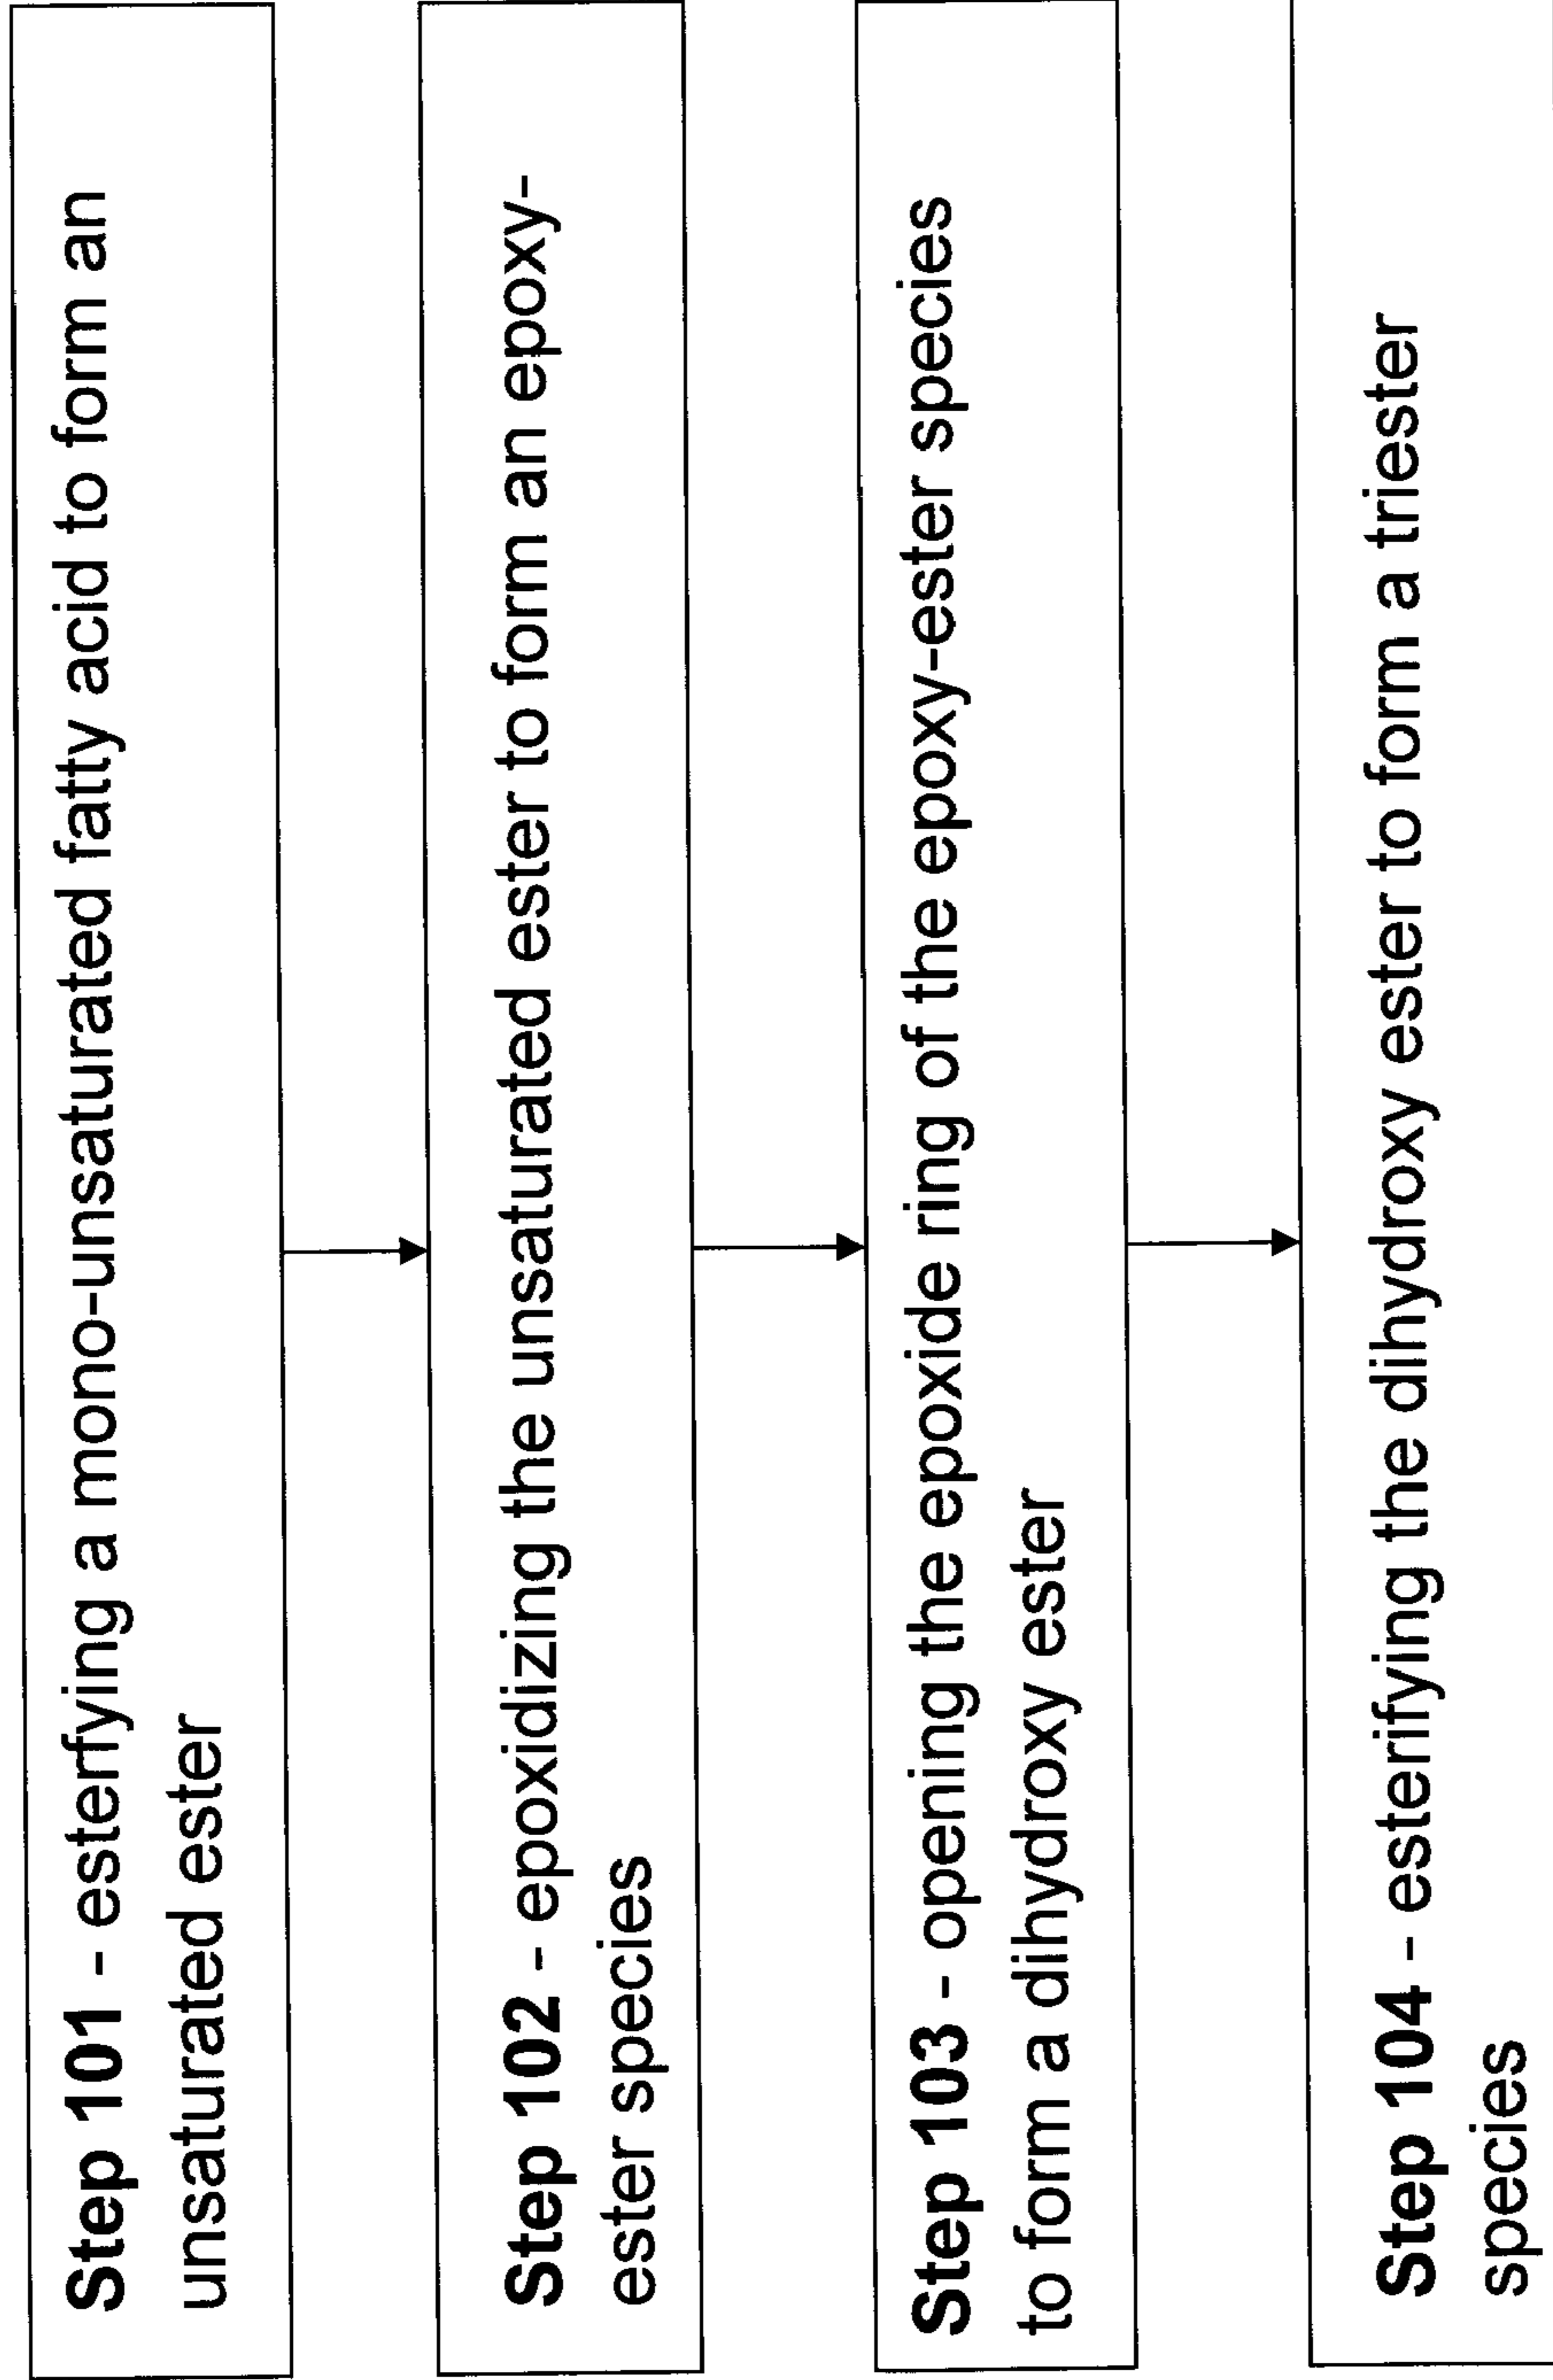 Step 101 - esterfying a mono-unsaturated fatty acid to form an
unsaturated ester
Step 102 - epoxidizing the unsaturated ester to form an epoxy-
ester species
Step 103 - opening the epoxide ring of the epoxy-ester species
to form a dihydroxy ester
Step 104 - esterifying the dihydroxy ester to form a triester
species